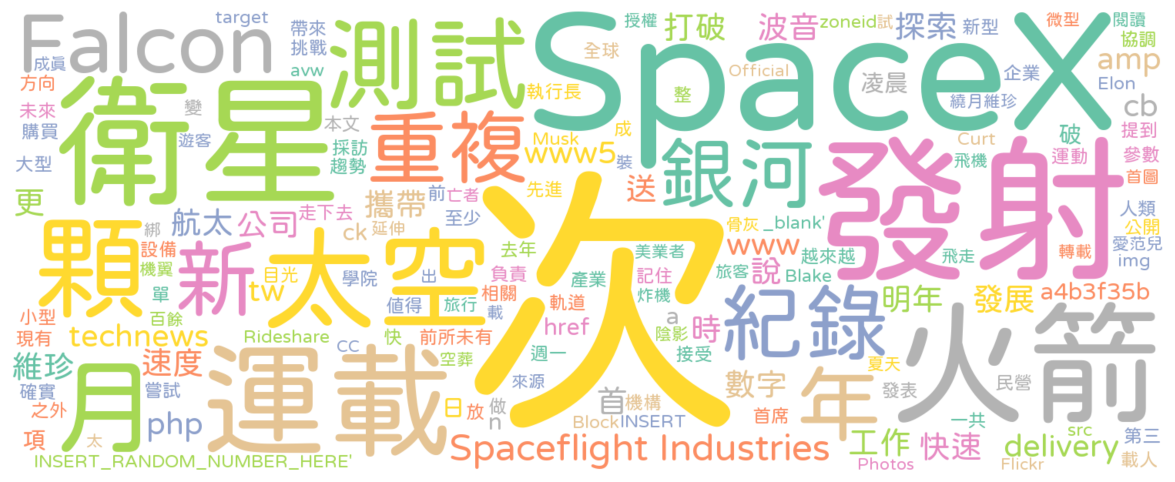 Falcon
target
帶來
挑戰
avw
測試
SpaceX
授權
打破
波音
zoneid
試
探索
新型
微型
閱讀
協調
成員
方向
未來
購買
大型
衛星
變
遊客
本文
採訪
趨勢
重複
執行長
全球
Official
整
凌晨
企業
amp
Elon
繞月維珍
cb
Musk
成
www5
裝
先進
送
銀河
破
Curt
飛機
發射
提到
運動
參數
首圖
更
顆
綁
航太
公司
走下去
攜帶
前
亡者
至少
ck
延伸
骨灰
_blank'
www
越來越
飛走
人類
公開
愛范兒
轉載
img
設備
機翼
單
百餘
新
目光
tw
學院
太空
出
值得
旅行
載
去年
負責
相關
次
產業
美業者
記住
炸機
旅客
說
Blake
軌道
href
a
陰影
時
紀錄
明年
發展
a4b3f35b
小型
現有
technews
Rideshare
快
前所未有
週一
接受
火箭
維珍
速度
CC
空葬
確實
嘗試
之外
月
運載
來源
首
機構
數字
夏天
年
發表
民營
一共
項
太
php
日
放
做
n
Block
INSERT
首席
工作
快速
delivery
src
第三
載人
INSERT_RANDOM_NUMBER_HERE'
Spaceflight Industries
Photos
Flickr